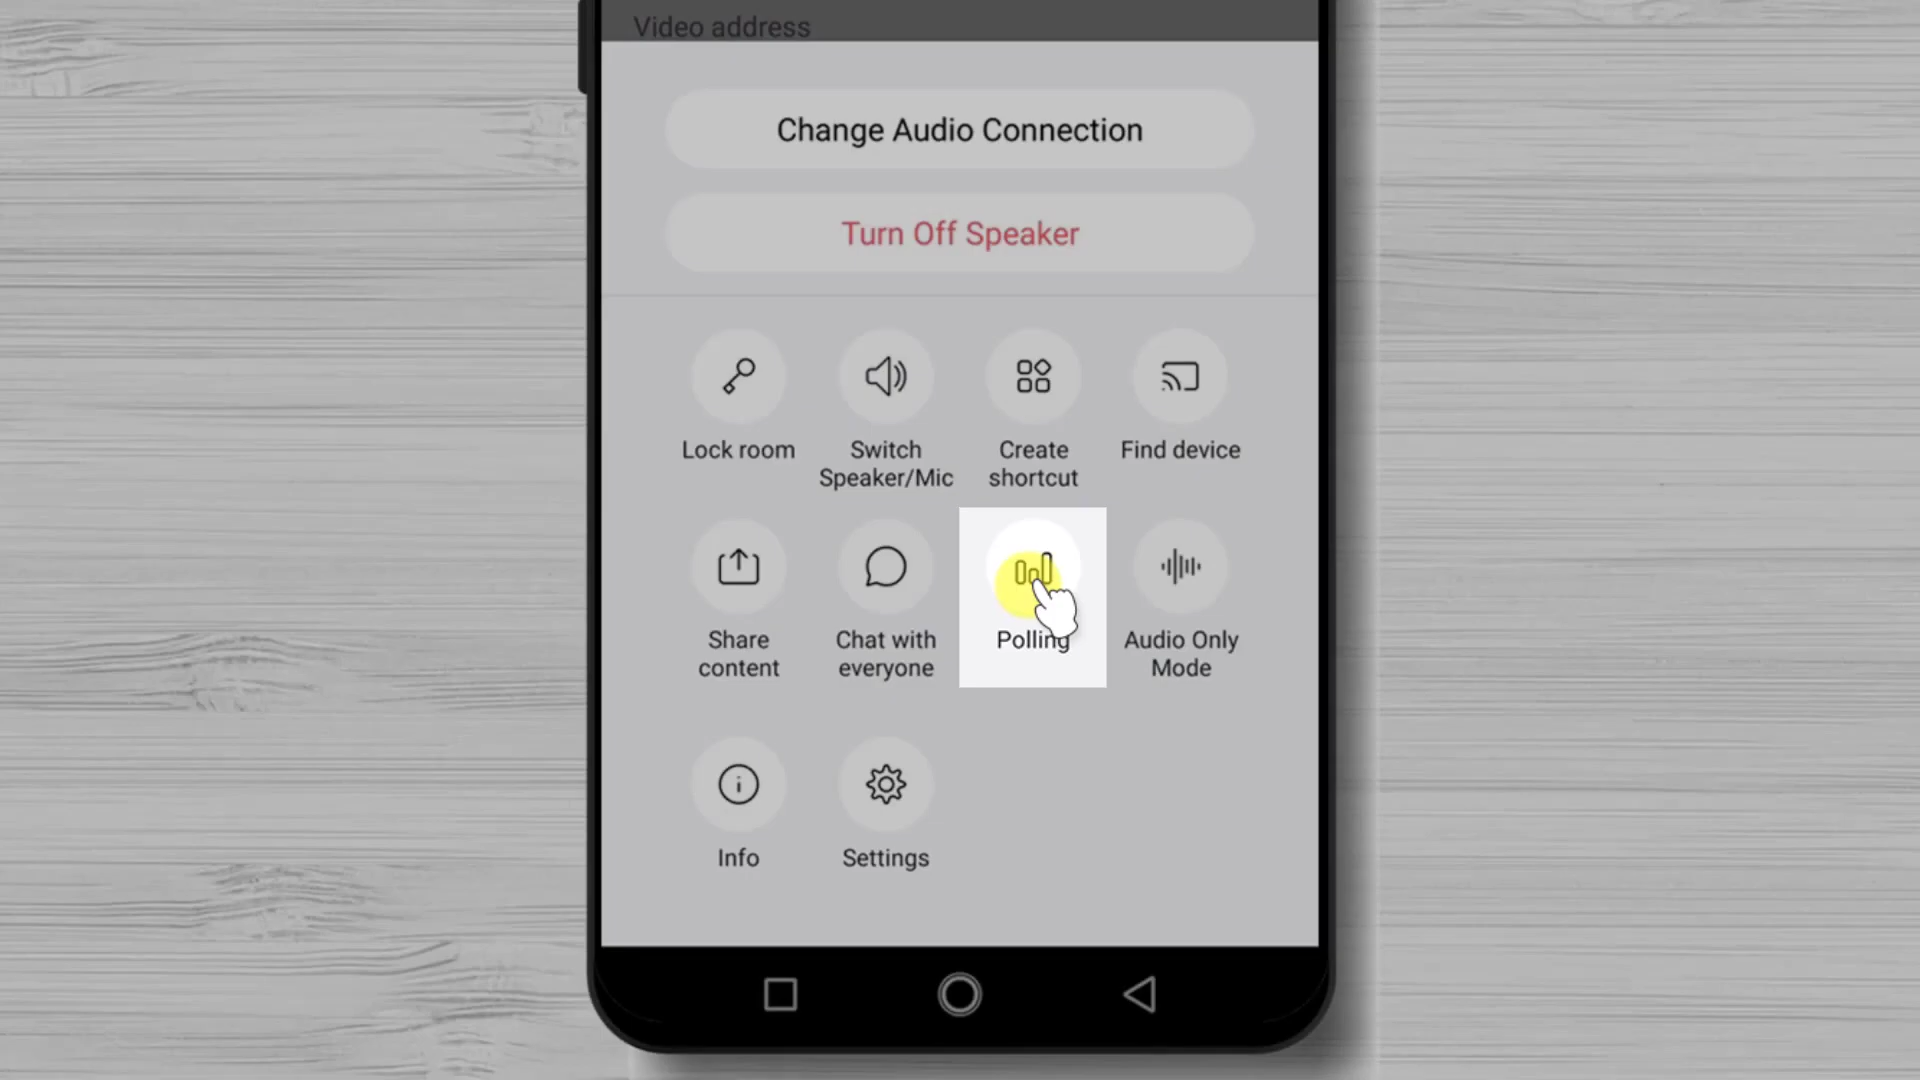 Video address
Change Audio Connection
Turn Off Speaker
Lock room
Switch
Speaker/Mic
Create
shortcut
Find device
Share
content
Chat with
everyone
Polling
Audio Only
Mode
Info
Settings